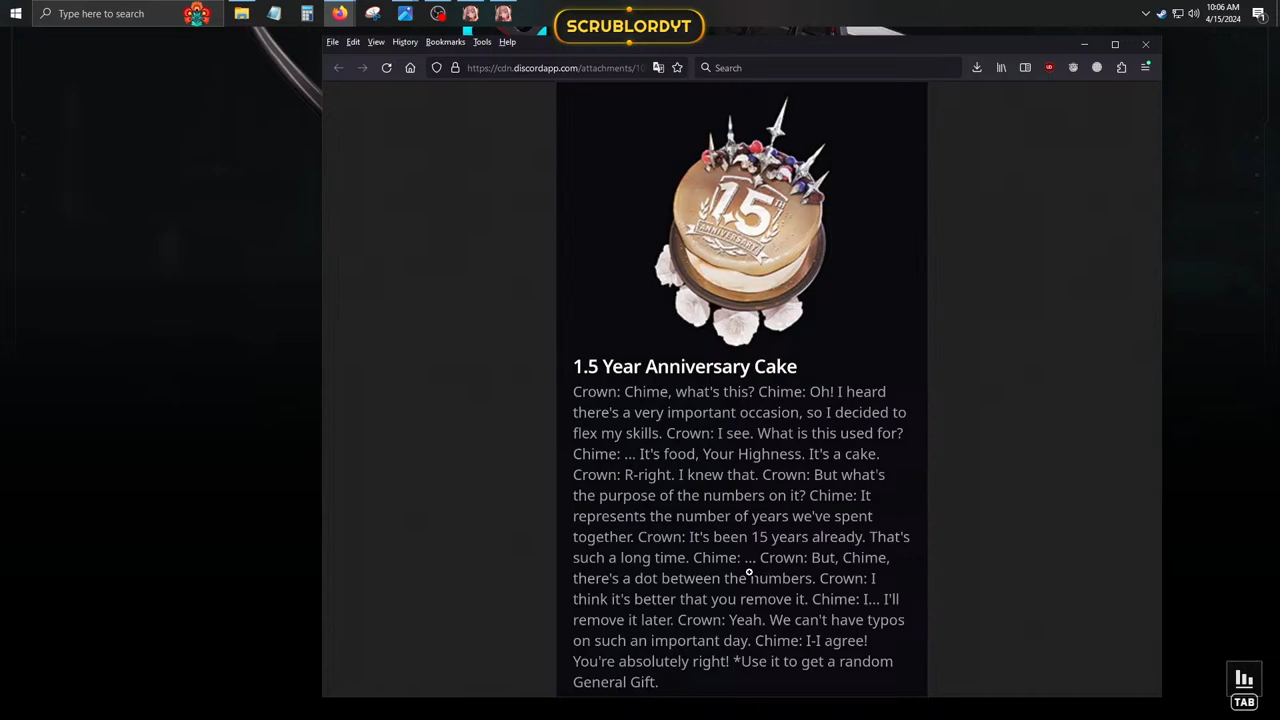 Type here to search
10:06 AM
4/15/2024
SCRUBLORDYT
File Edit View History Bookmarks Tools Help
https://cdn.discordapp.com/attachments/10
Search
15TH
ANNIVERSARY
1.5 Year Anniversary Cake
Crown: Chime, what's this? Chime: Oh! I heard
there's a very important occasion, so I decided to
flex my skills. Crown: I see. What is this used for?
Chime: ... It's food, Your Highness. It's a cake.
Crown: R-right. I knew that. Crown: But what's
the purpose of the numbers on it? Chime: It
represents the number of years we've spent
together. Crown: It's been 15 years already. That's
such a long time. Chime: ... Crown: But, Chime,
there's a dot between the numbers. Crown: I
think it's better that you remove it. Chime: I... I'll
remove it later. Crown: Yeah. We can't have typos
on such an important day. Chime: I-I agree!
You're absolutely right! *Use it to get a random
General Gift.
TAB